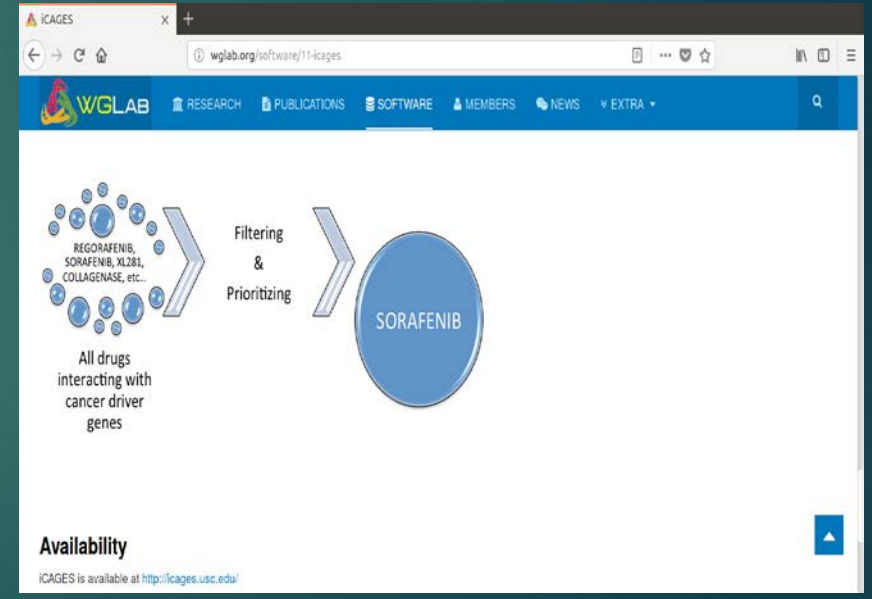 iCAGES
wglab.org/software/11-icages
WGLAB RESEARCH PUBLICATIONS SOFTWARE MEMBERS NEWS EXTRA
REGORAFENIB,
SORAFENIB, XL281,
COLLAGENASE, etc...
Filtering
&
Prioritizing
SORAFENIB
All drugs
interacting with
cancer driver
genes
Availability
iCAGES is available at http://icages.usc.edu/